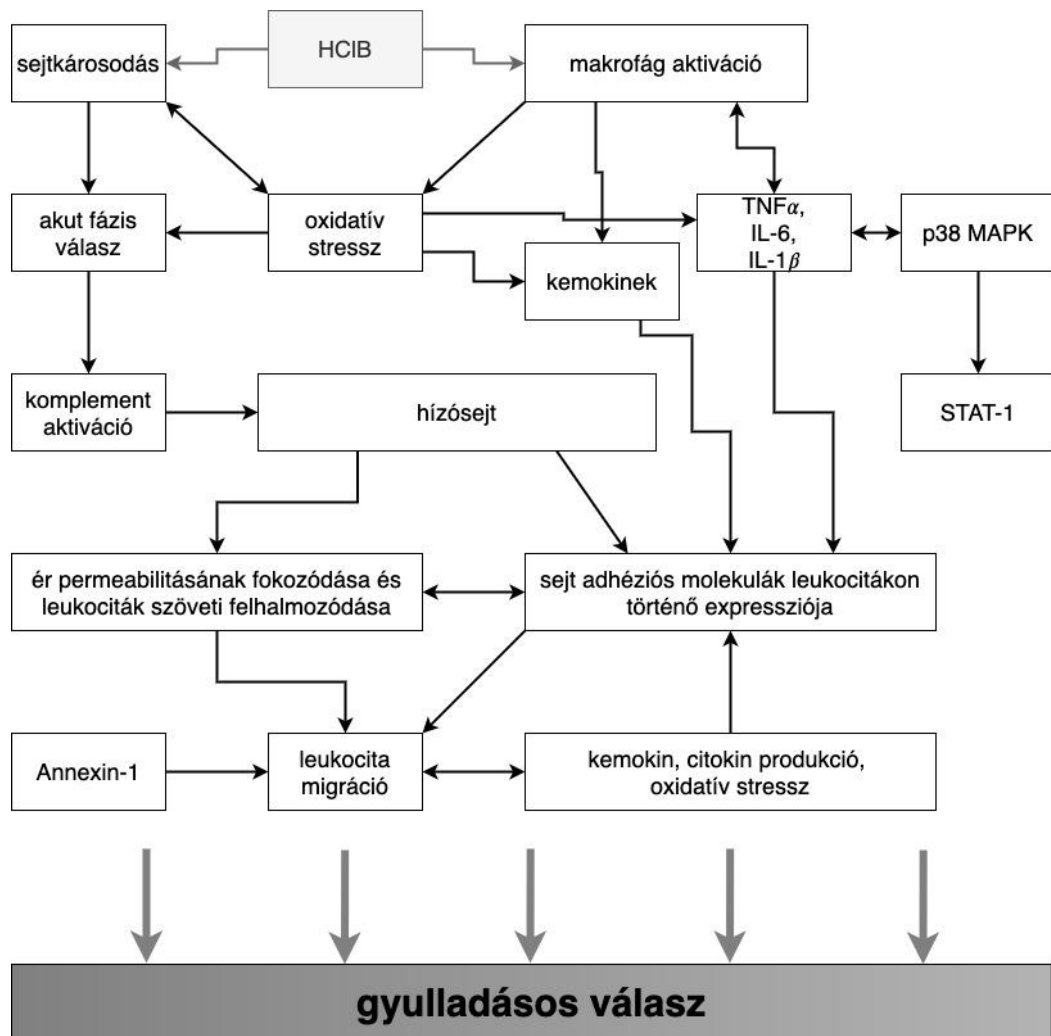 sejtkárosodás
HCIB
makrofág aktiváció
akut fázis
válasz
oxidatív
stressz
TNFα,
IL-6,
IL-1β
p38 MAPK
kemokinek
komplement
aktiváció
hízósejt
STAT-1
ér permeabilitásának fokozódása és
leukociták szöveti felhalmozódása
sejt adhéziós molekulák leukocitákon
történő expressziója
Annexin-1
leukocita
migráció
kemokin, citokin produkció,
oxidatív stressz
gyulladásos válasz